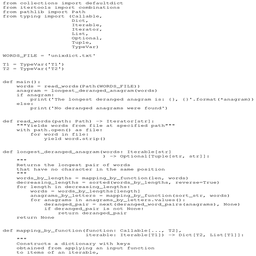 from collections import defaultdict
from itertools import combinations
from pathlib import Path
from typing import (Callable,
Dict,
Iterable,
Iterator,
List,
Optional,
Tuple,
TypeVar)
WORDS_FILE = 'unixdict.txt'
T1 = TypeVar('T1')
T2 = TypeVar('T2')
def main():
words = read_words(Path(WORDS_FILE))
anagram = longest_deranged_anagram(words)
if anagram:
print('The longest deranged anagram is: {}, {}'.format(*anagram))
else:
print('No deranged anagrams were found')
def read_words(path: Path) -> Iterator[str]:
"""Yields words from file at specified path"""
with path.open() as file:
for word in file:
yield word.strip()
def longest_deranged_anagram(words: Iterable[str]
) -> Optional[Tuple[str, str]]:
"""
Returns the longest pair of words
that have no character in the same position
"""
words_by_lengths = mapping_by_function(len, words)
decreasing_lengths = sorted(words_by_lengths, reverse=True)
for length in decreasing_lengths:
words = words_by_lengths[length]
anagrams_by_letters = mapping_by_function(sort_str, words)
for anagrams in anagrams_by_letters.values():
deranged_pair = next(deranged_word_pairs(anagrams), None)
if deranged_pair is not None:
return deranged_pair
return None
def mapping_by_function(function: Callable[..., T2],
iterable: Iterable[T1]) -> Dict[T2, List[T1]]:
"""
Constructs a dictionary with keys
obtained from applying an input function
to items of an iterable,